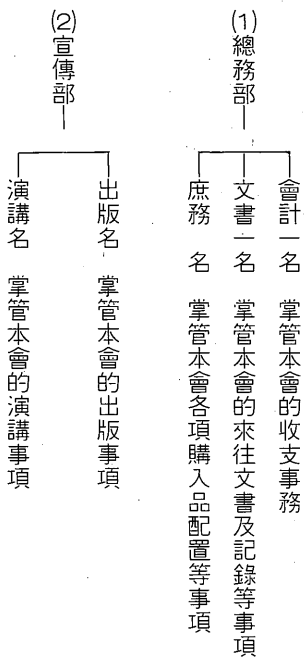 (1)總務部
會計一名 掌管本會的收支事務
文書一名 掌管本會的來往文書及記錄等事項
庶務 名 掌管本會各項購入品配置等事項
(2)宣傳部
出版名 掌管本會的出版事項
演講名 掌管本會的演講事項